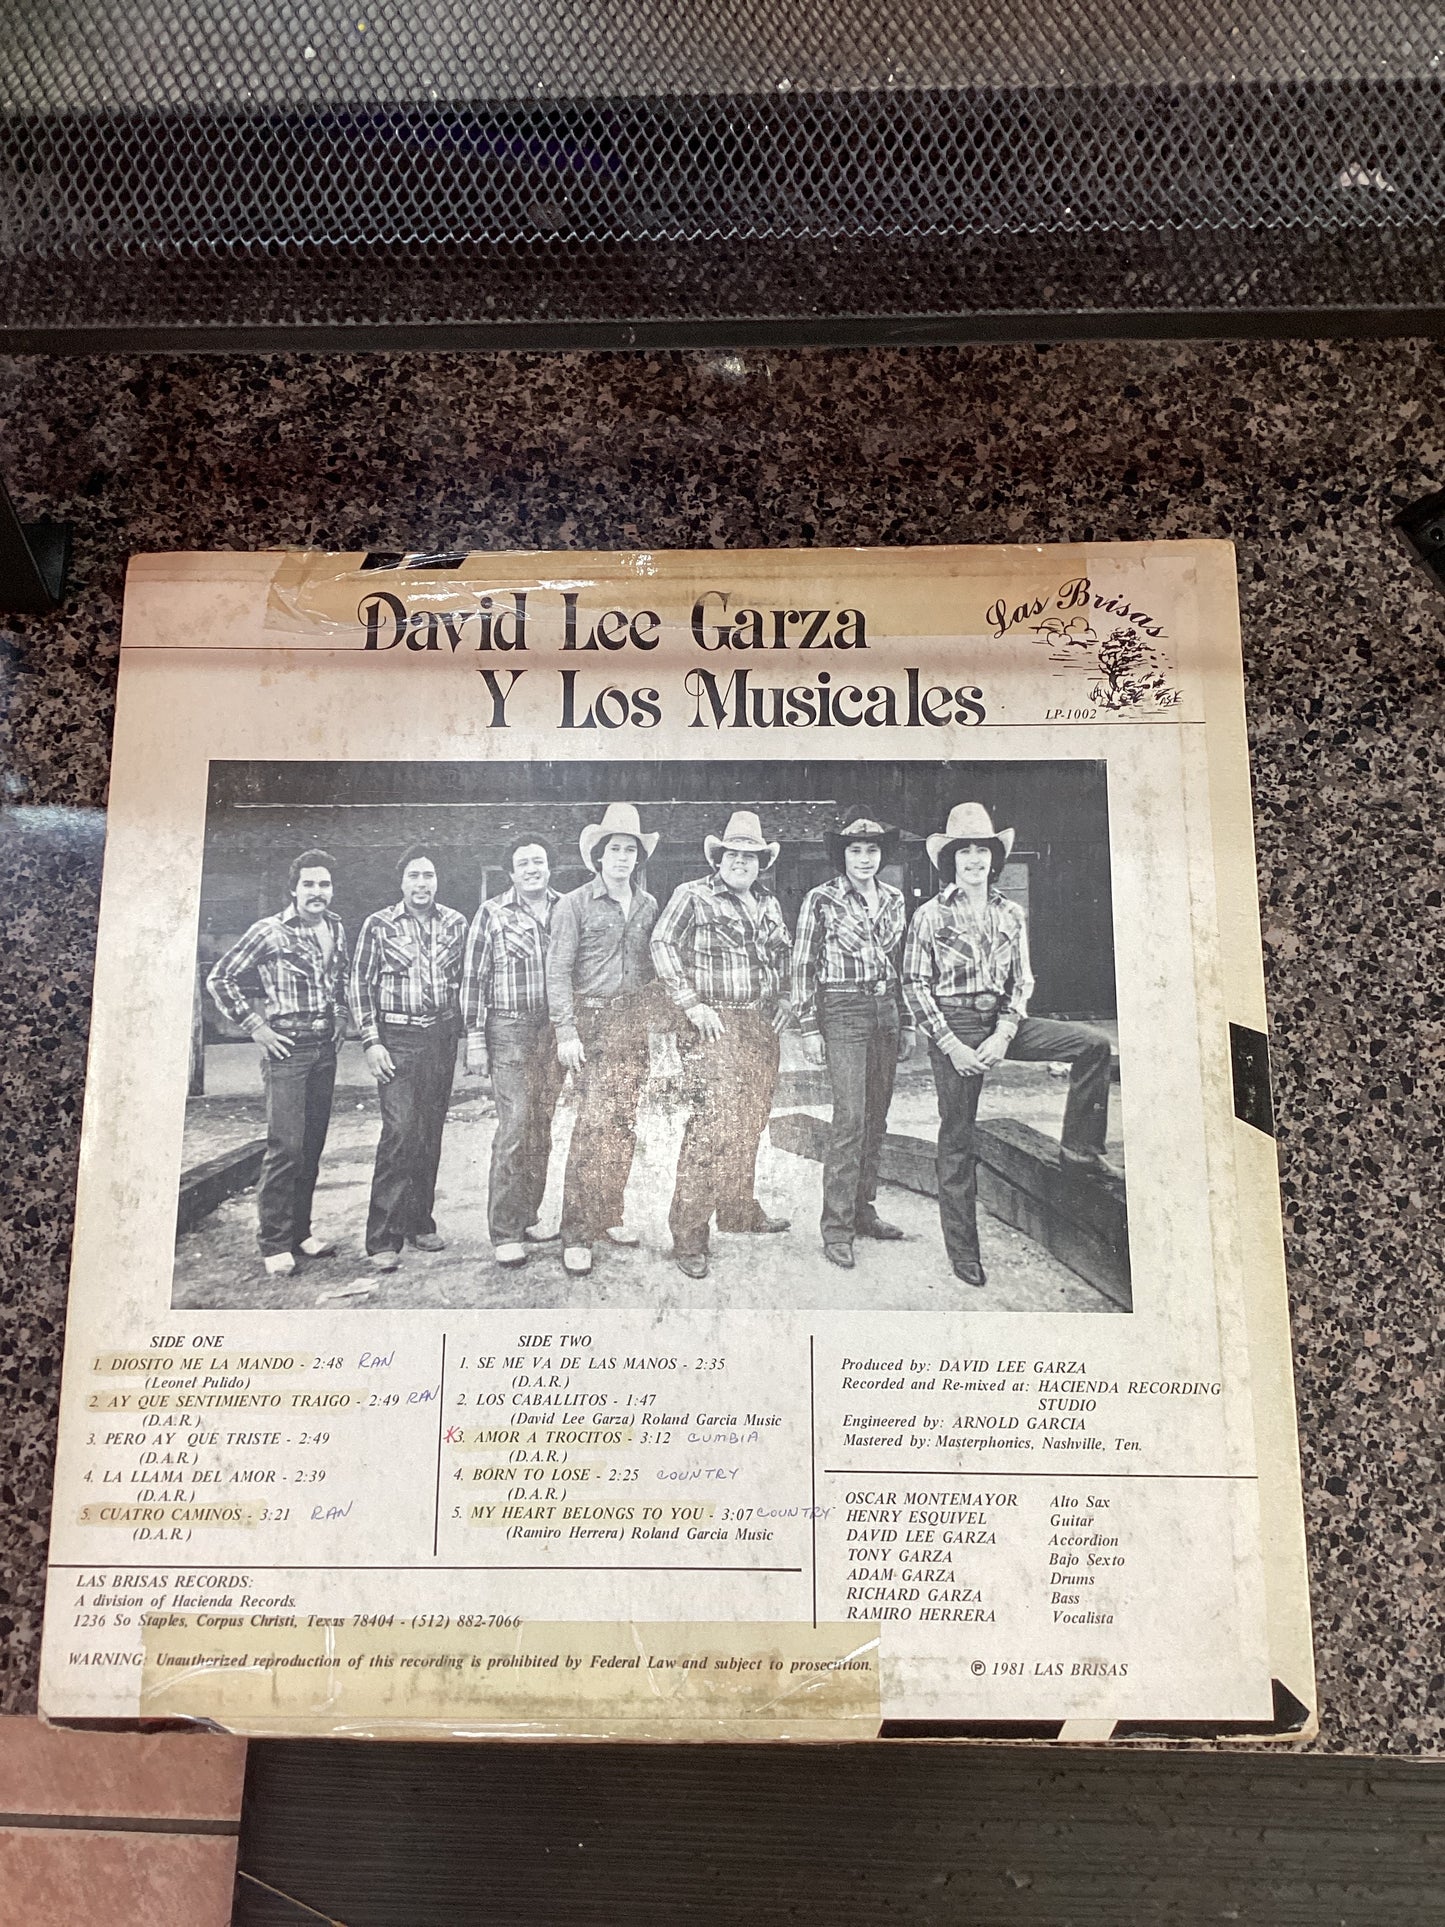 David Lee Garza
Y Los Musicales
Las Brisas
LP-1002
SIDE ONE
1. DIOSITO ME LA MANDO - 2:48 RAN
(Leonel Pulido)
2. AY QUE SENTIMIENTO TRAIGO - 2:49 RAN
(D.A.R.)
3. PERO AY QUE TRISTE - 2:49
(D.A.R.)
4. LA LLAMA DEL AMOR - 2:39
(D.A.R.)
5. CUATRO CAMINOS - 3:21 RAN
(D.A.R.)
SIDE TWO
1. SE ME VA DE LAS MANOS - 2:35
(D.A.R.)
2. LOS CABALLITOS - 1:47
(David Lee Garza) Roland Garcia Music
X3. AMOR A TROCITOS - 3:12 CUMBIA
(D.A.R.)
4. BORN TO LOSE - 2:25 COUNTRY
(D.A.R.)
5. MY HEART BELONGS TO YOU - 3:07 COUNTRY
(Ramiro Herrera) Roland Garcia Music
Produced by: DAVID LEE GARZA
Recorded and Re-mixed at: HACIENDA RECORDING
STUDIO
Engineered by: ARNOLD GARCIA
Mastered by: Masterphonics, Nashville, Ten.
OSCAR MONTEMAYOR Alto Sax
HENRY ESQUIVEL Guitar
DAVID LEE GARZA Accordion
TONY GARZA Bajo Sexto
ADAM GARZA Drums
RICHARD GARZA Bass
RAMIRO HERRERA Vocalista
LAS BRISAS RECORDS:
A division of Hacienda Records.
1236 So Staples, Corpus Christi, Texas 78404 - (512) 882-7066
WARNING: Unauthorized reproduction of this recording is prohibited by Federal Law and subject to prosecution.
℗ 1981 LAS BRISAS